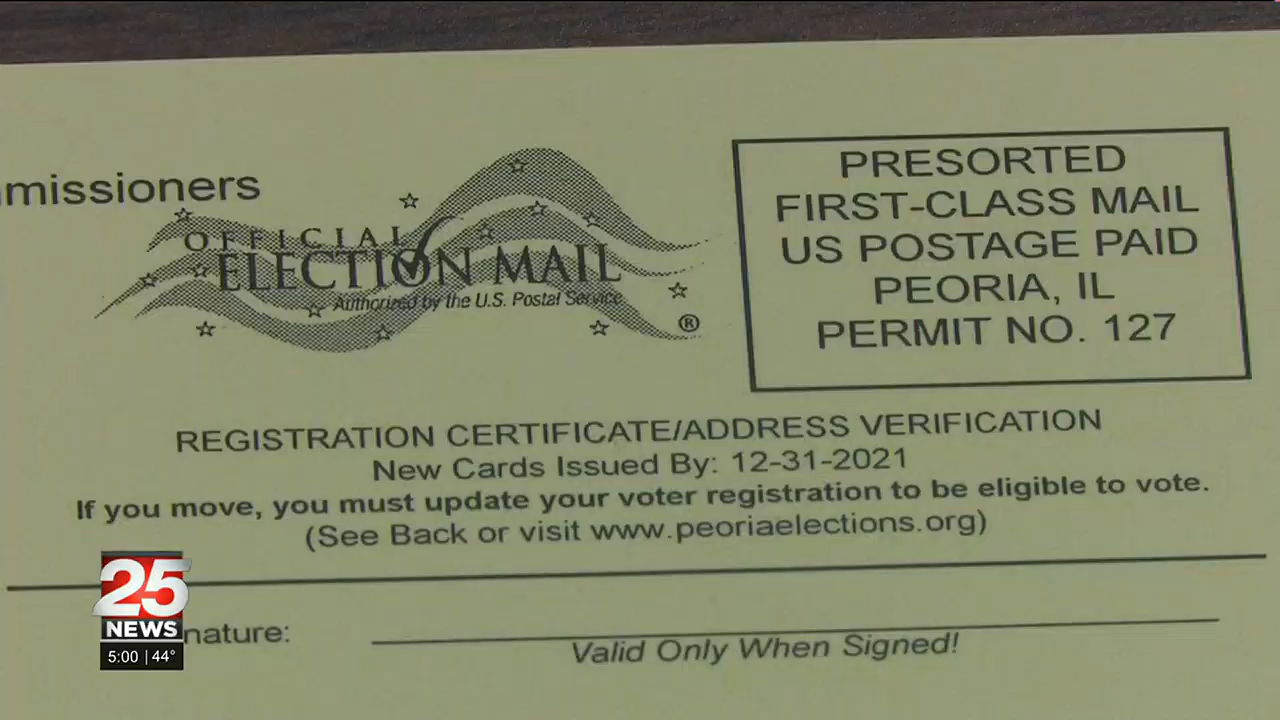 mmissioners
OFFICIAL
ELECTION MAIL
Authorized by the U.S. Postal Service
®
PRESORTED
FIRST-CLASS MAIL
US POSTAGE PAID
PEORIA, IL
PERMIT NO. 127
REGISTRATION CERTIFICATE/ADDRESS VERIFICATION
New Cards Issued By: 12-31-2021
If you move, you must update your voter registration to be eligible to vote.
(See Back or visit www.peoriaelections.org)
nature:
Valid Only When Signed!
25
NEWS
5:00 | 44°